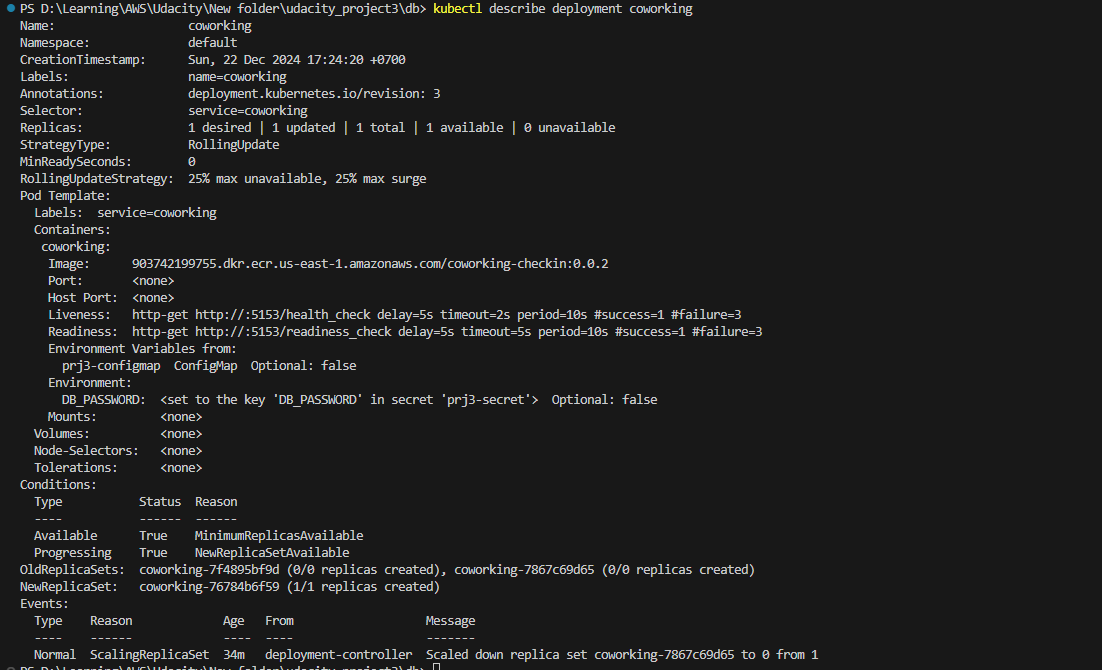 PS D:\Learning\AWS\Udacity\New folder\udacity_project3\db> kubectl describe deployment coworking
Name:                   coworking
Namespace:              default
CreationTimestamp:      Sun, 22 Dec 2024 17:24:20 +0700
Labels:                 name=coworking
Annotations:            deployment.kubernetes.io/revision: 3
Selector:               service=coworking
Replicas:               1 desired | 1 updated | 1 total | 1 available | 0 unavailable
StrategyType:           RollingUpdate
MinReadySeconds:        0
RollingUpdateStrategy:  25% max unavailable, 25% max surge
Pod Template:
  Labels:  service=coworking
  Containers:
   coworking:
    Image:      903742199755.dkr.ecr.us-east-1.amazonaws.com/coworking-checkin:0.0.2
    Port:       <none>
    Host Port:  <none>
    Liveness:   http-get http://:5153/health_check delay=5s timeout=2s period=10s #success=1 #failure=3
    Readiness:  http-get http://:5153/readiness_check delay=5s timeout=5s period=10s #success=1 #failure=3
    Environment Variables from:
      prj3-configmap  ConfigMap  Optional: false
    Environment:
      DB_PASSWORD:  <set to the key 'DB_PASSWORD' in secret 'prj3-secret'>  Optional: false
    Mounts:         <none>
  Volumes:          <none>
  Node-Selectors:   <none>
  Tolerations:      <none>
Conditions:
  Type           Status  Reason
  ----           ------  ------
  Available      True    MinimumReplicasAvailable
  Progressing    True    NewReplicaSetAvailable
OldReplicaSets:  coworking-7f4895bf9d (0/0 replicas created), coworking-7867c69d65 (0/0 replicas created)
NewReplicaSet:   coworking-76784b6f59 (1/1 replicas created)
Events:
  Type    Reason             Age   From                   Message
  ----    ------             ----  ----                   -------
  Normal  ScalingReplicaSet  34m   deployment-controller  Scaled down replica set coworking-7867c69d65 to 0 from 1
PS D:\Learning\AWS\Udacity\New folder\udacity_project3\db>